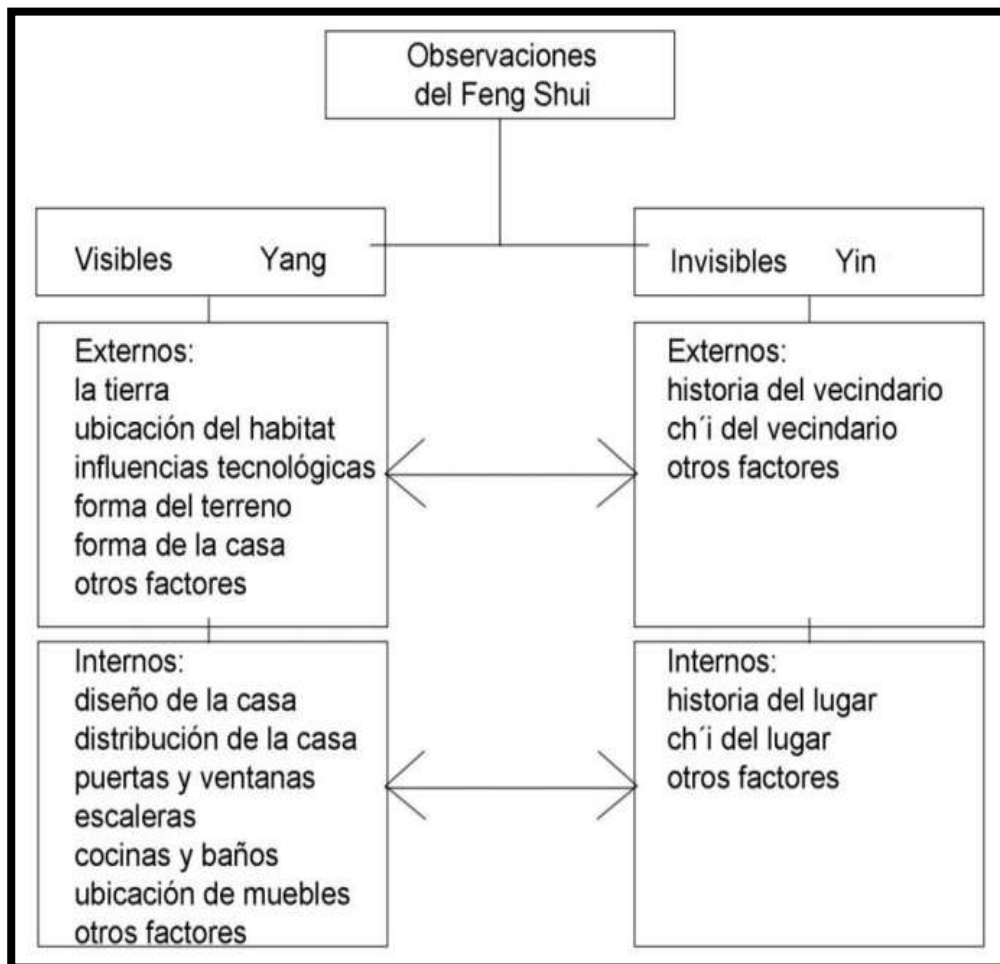 Observaciones
del Feng Shui
Visibles Yang
Invisibles Yin
Externos:
la tierra
ubicación del habitat
influencias tecnológicas
forma del terreno
forma de la casa
otros factores
Externos:
historia del vecindario
ch´i del vecindario
otros factores
Internos:
diseño de la casa
distribución de la casa
puertas y ventanas
escaleras
cocinas y baños
ubicación de muebles
otros factores
Internos:
historia del lugar
ch´i del lugar
otros factores